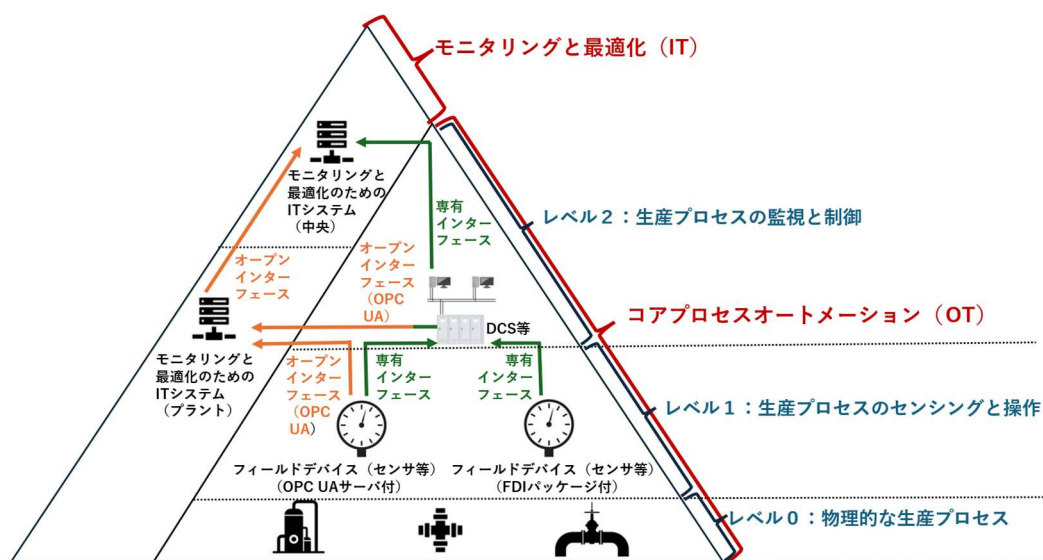 モニタリングと最適化（IT）
モニタリングと
最適化のための
ITシステム
（中央）
専有
インター
フェース
レベル２：生産プロセスの監視と制御
オープン
インター
フェース
オープン
インター
フェース
（OPC
UA）
コアプロセスオートメーション（OT）
DCS等
モニタリングと
最適化のための
ITシステム
（プラント）
オープン
インター
フェース
（OPC
UA）
専有
インター
フェース
専有
インター
フェース
レベル１：生産プロセスのセンシングと操作
フィールドデバイス（センサ等）
（OPC UAサーバ付）
フィールドデバイス（センサ等）
（FDIパッケージ付）
レベル０：物理的な生産プロセス